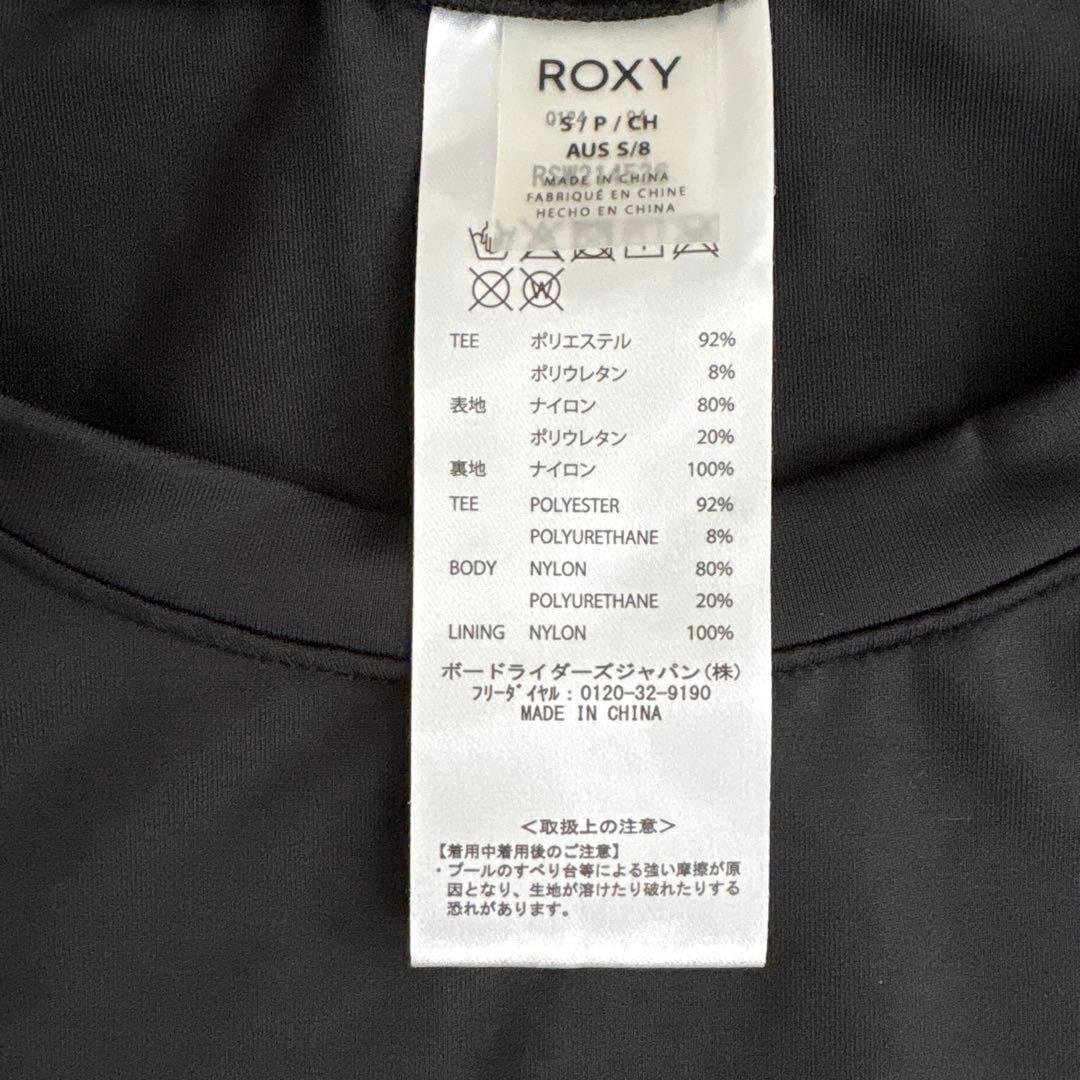 ROXY
S / P / CH
AUS S/8
MADE IN CHINA
FABRIQUÉ EN CHINE
HECHO EN CHINA
W
TEE ポリエステル 92%
ポリウレタン 8%
表地 ナイロン 80%
ポリウレタン 20%
裏地 ナイロン 100%
TEE POLYESTER 92%
POLYURETHANE 8%
BODY NYLON 80%
POLYURETHANE 20%
LINING NYLON 100%
ボードライダーズジャパン(株)
フリーダイヤル:0120-32-9190
MADE IN CHINA
<取扱上の注意>
【着用中着用後のご注意】
・プールのすべり台等による強い摩擦が原
因となり、生地が溶けたり破れたりする
恐れがあります。